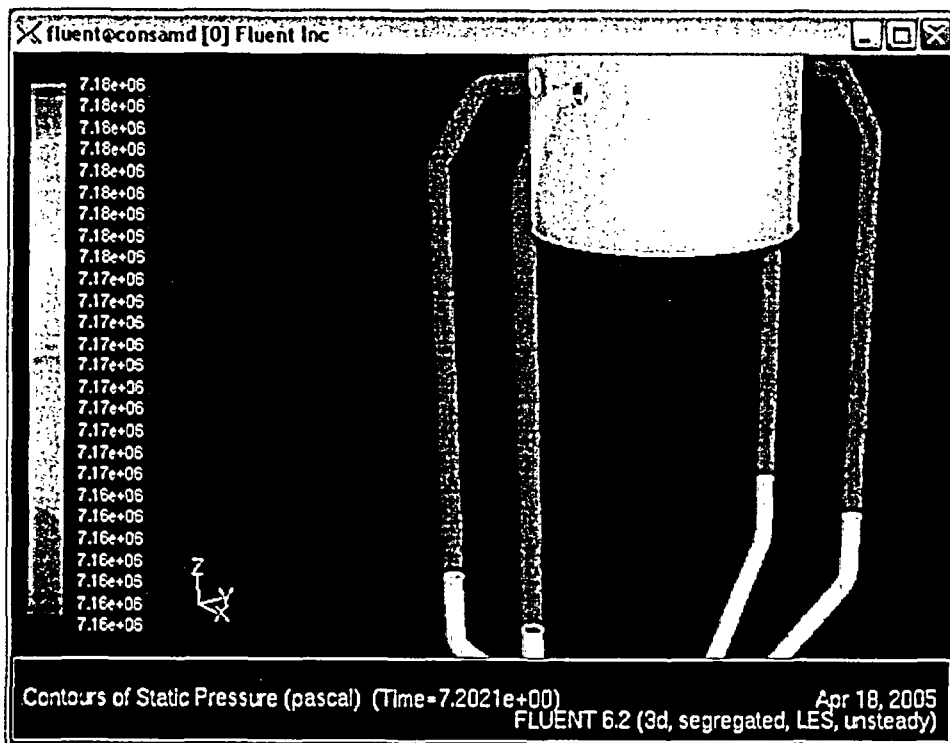 fluent@consamd [0] Fluent Inc
7.18e+06
7.18e+06
7.18e+06
7.18e+06
7.18e+06
7.18e+06
7.18e+06
7.18e+06
7.18e+06
7.17e+06
7.17e+06
7.17e+06
7.17e+06
7.17e+06
7.17e+06
7.17e+06
7.17e+06
7.17e+06
7.17e+06
7.16e+06
7.16e+06
7.16e+06
7.16e+06
7.16e+06
7.16e+06
7.16e+06
Z
Y
X
Contours of Static Pressure (pascal) (Time=7.2021e+00)
Apr 18, 2005
FLUENT 6.2 (3d, segregated, LES, unsteady)